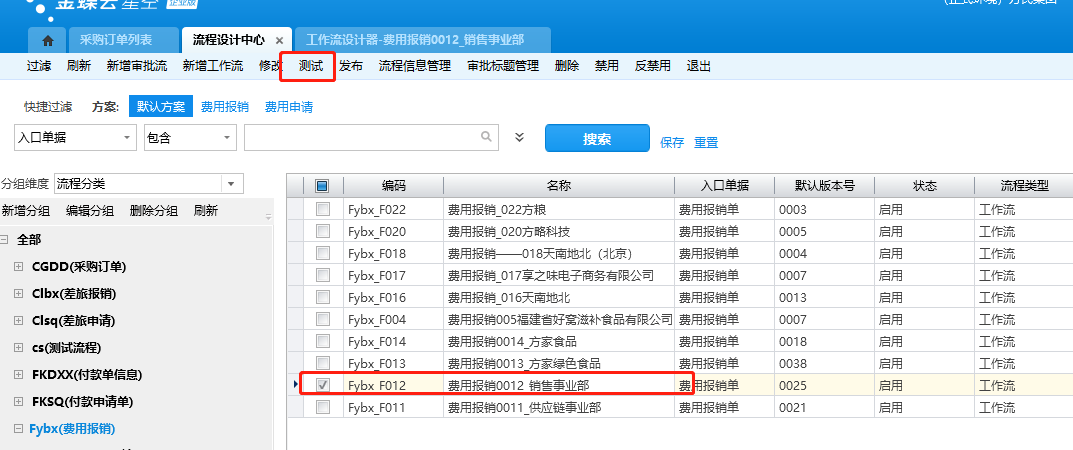 金蝶云 星空 企业版
(正式环境) 方氏集团
采购订单列表 流程设计中心 × 工作流设计器-费用报销0012_销售事业部
过滤 刷新 新增审批流 新增工作流 修改 测试 发布 流程信息管理 审批标题管理 删除 禁用 反禁用 退出
快捷过滤 方案: 默认方案 费用报销 费用申请
入口单据 包含 搜索 保存 重置
分组维度 流程分类
新增分组 编辑分组 删除分组 刷新
全部
CGDD(采购订单)
Clbx(差旅报销)
Clsq(差旅申请)
cs(测试流程)
FKDXX(付款单信息)
FKSQ(付款申请单)
Fybx(费用报销)
编码 名称 入口单据 默认版本号 状态 流程类型
Fybx_F022 费用报销_022方粮 费用报销单 0003 启用 工作流
Fybx_F020 费用报销_020方略科技 费用报销单 0005 启用 工作流
Fybx_F018 费用报销——018天南地北（北京） 费用报销单 0004 启用 工作流
Fybx_F017 费用报销_017享之味电子商务有限公司 费用报销单 0007 启用 工作流
Fybx_F016 费用报销_016天南地北 费用报销单 0013 启用 工作流
Fybx_F004 费用报销005福建省好窝滋补食品有限公司 费用报销单 0007 启用 工作流
Fybx_F014 费用报销0014_方家食品 费用报销单 0018 启用 工作流
Fybx_F013 费用报销0013_方家绿色食品 费用报销单 0038 启用 工作流
Fybx_F012 费用报销0012_销售事业部 费用报销单 0025 启用 工作流
Fybx_F011 费用报销0011_供应链事业部 费用报销单 0021 启用 工作流